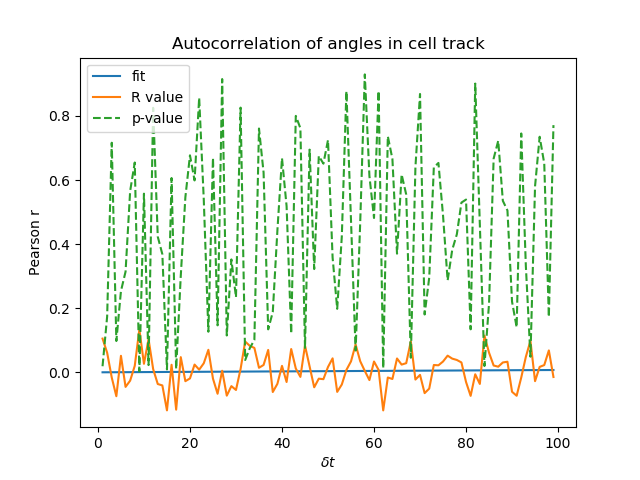 Autocorrelation of angles in cell track
fit
R value
p-value
0.8
0.6
0.4
0.2
0.0
Pearson r
0 20 40 60 80 100
δt